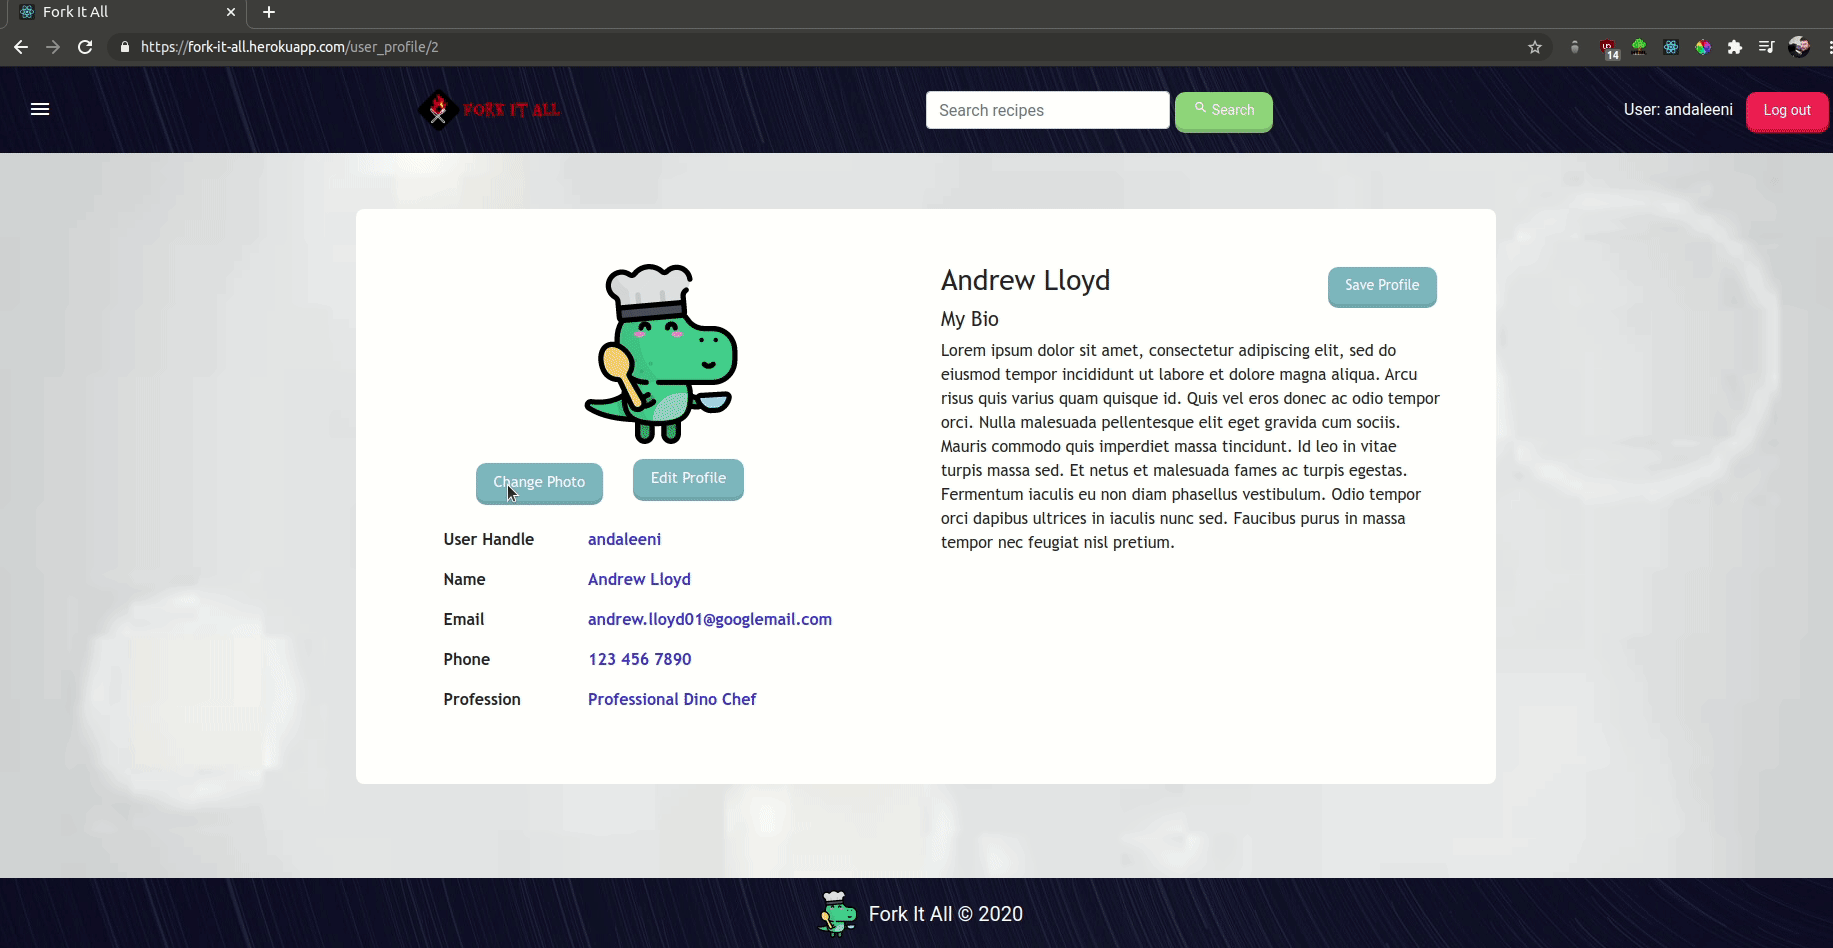 Fork It All
https://fork-it-all.herokuapp.com/user_profile/2
14
FORK IT ALL
Search recipes
Search
User: andaleeni
Log out
Andrew Lloyd
Save Profile
My Bio
Lorem ipsum dolor sit amet, consectetur adipiscing elit, sed do
eiusmod tempor incididunt ut labore et dolore magna aliqua. Arcu
risus quis varius quam quisque id. Quis vel eros donec ac odio tempor
orci. Nulla malesuada pellentesque elit eget gravida cum sociis.
Mauris commodo quis imperdiet massa tincidunt. Id leo in vitae
turpis massa sed. Et netus et malesuada fames ac turpis egestas.
Fermentum iaculis eu non diam phasellus vestibulum. Odio tempor
orci dapibus ultrices in iaculis nunc sed. Faucibus purus in massa
tempor nec feugiat nisl pretium.
Change Photo
Edit Profile
User Handle andaleeni
Name Andrew Lloyd
Email andrew.lloyd01@googlemail.com
Phone 123 456 7890
Profession Professional Dino Chef
Fork It All © 2020